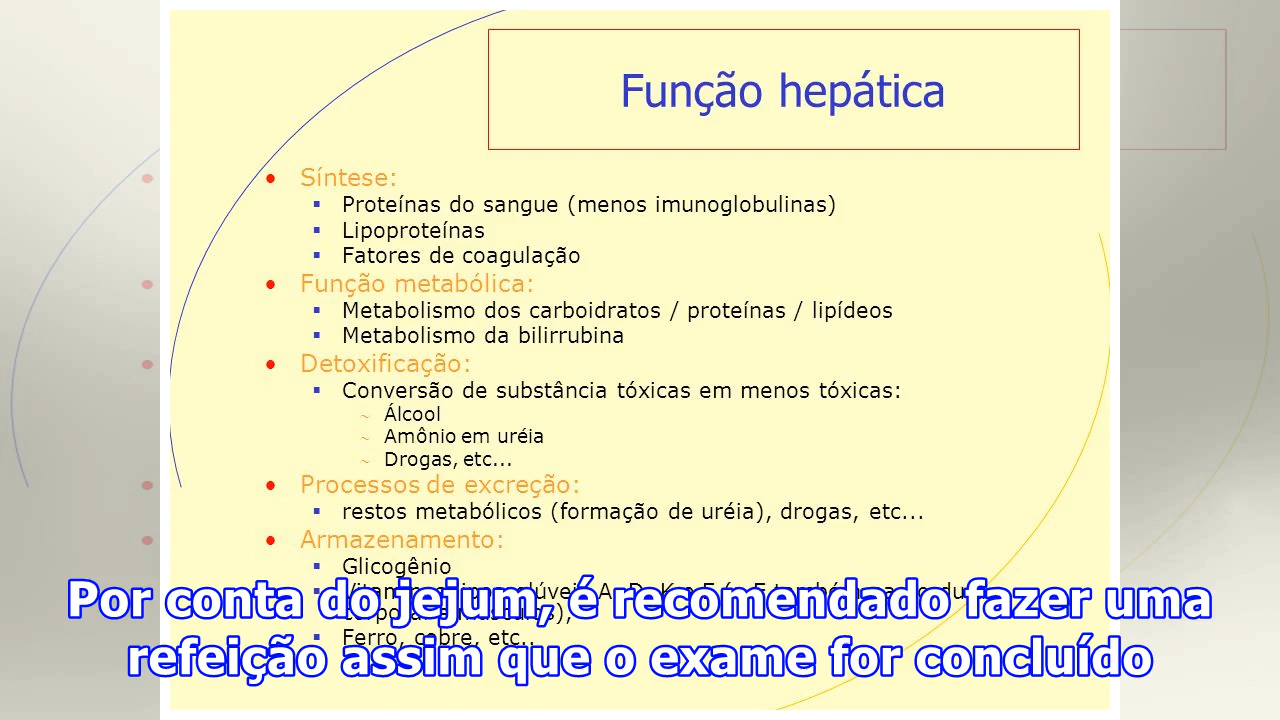 Função hepática
• Síntese:
▪ Proteínas do sangue (menos imunoglobulinas)
▪ Lipoproteínas
▪ Fatores de coagulação
• Função metabólica:
▪ Metabolismo dos carboidratos / proteínas / lipídeos
▪ Metabolismo da bilirrubina
• Detoxificação:
▪ Conversão de substância tóxicas em menos tóxicas:
~ Álcool
~ Amônio em uréia
~ Drogas, etc...
• Processos de excreção:
▪ restos metabólicos (formação de uréia), drogas, etc...
• Armazenamento:
▪ Glicogênio
▪ Ferro, cobre, etc..
Por conta do jejum, é recomendado fazer uma
refeição assim que o exame for concluído